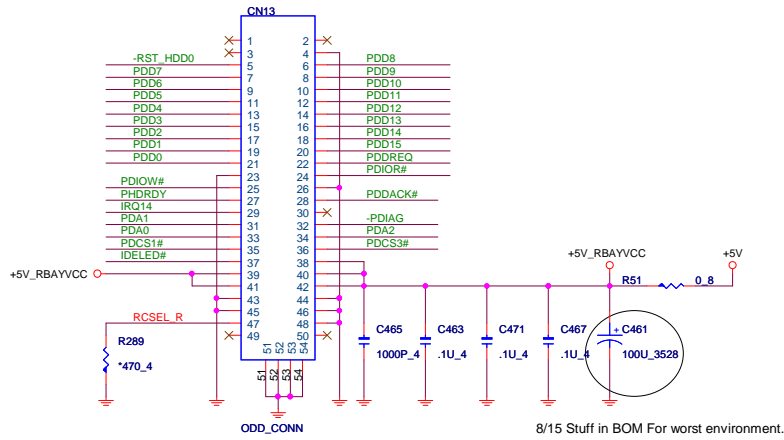 CN13
1 2
3 4
-RST_HDD0 5 6 PDD8
PDD7 7 8 PDD9
PDD6 9 10 PDD10
PDD5 11 12 PDD11
PDD4 13 14 PDD12
PDD3 15 16 PDD13
PDD2 17 18 PDD14
PDD1 19 20 PDD15
PDD0 21 22 PDDREQ
23 24 PDIOR#
PDIOW# 25 26
PHDRDY 27 28 PDDACK#
IRQ14 29 30
PDA1 31 32 -PDIAG
PDA0 33 34 PDA2
PDCS1# 35 36 PDCS3#
IDELED# 37 38
+5V_RBAYVCC 39 40 +5V_RBAYVCC +5V
41 42 R51 0_8
43 44
45 46
RCSEL_R 47 48
49 50
R289
*470_4
51 52 53 54
51 52 53 54
C465
1000P_4
C463
.1U_4
C471
.1U_4
C467
.1U_4
+ C461
100U_3528
ODD_CONN
8/15 Stuff in BOM For worst environment.